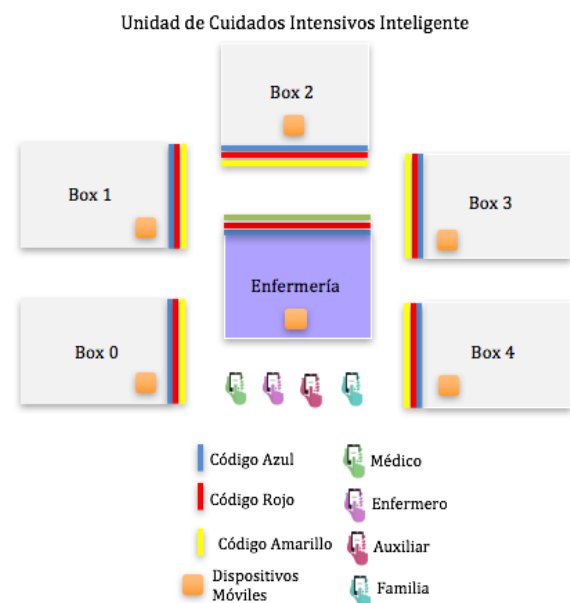 Unidad de Cuidados Intensivos Inteligente
Box 2
Box 1
Box 3
Enfermería
Box 0
Box 4
Código Azul
Médico
Código Rojo
Enfermero
Código Amarillo
Auxiliar
Dispositivos
Móviles
Familia